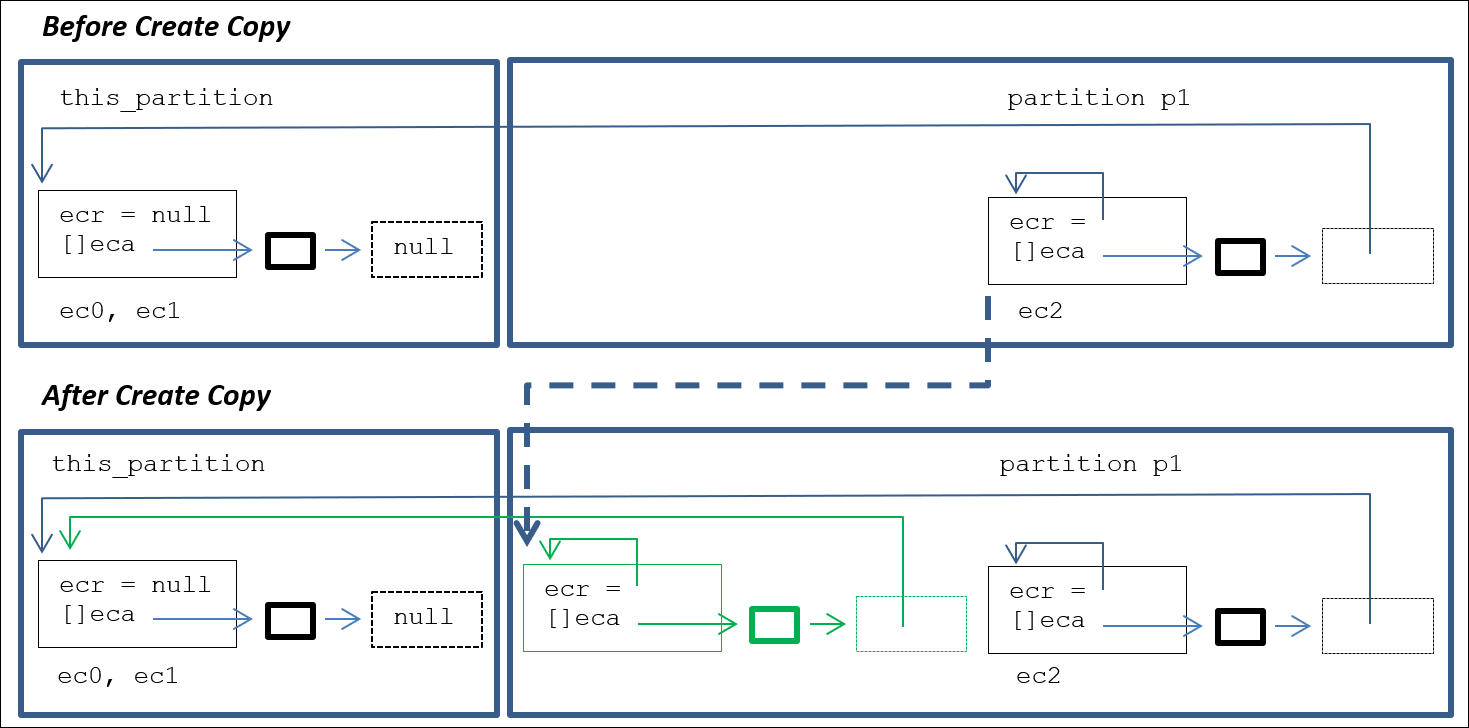 Before Create Copy
this_partition
partition p1
ecr = null
[]eca
null
ec0, ec1
ecr =
[]eca
ec2
After Create Copy
this_partition
partition p1
ecr = null
[]eca
null
ec0, ec1
ecr =
[]eca
ecr =
[]eca
ec2